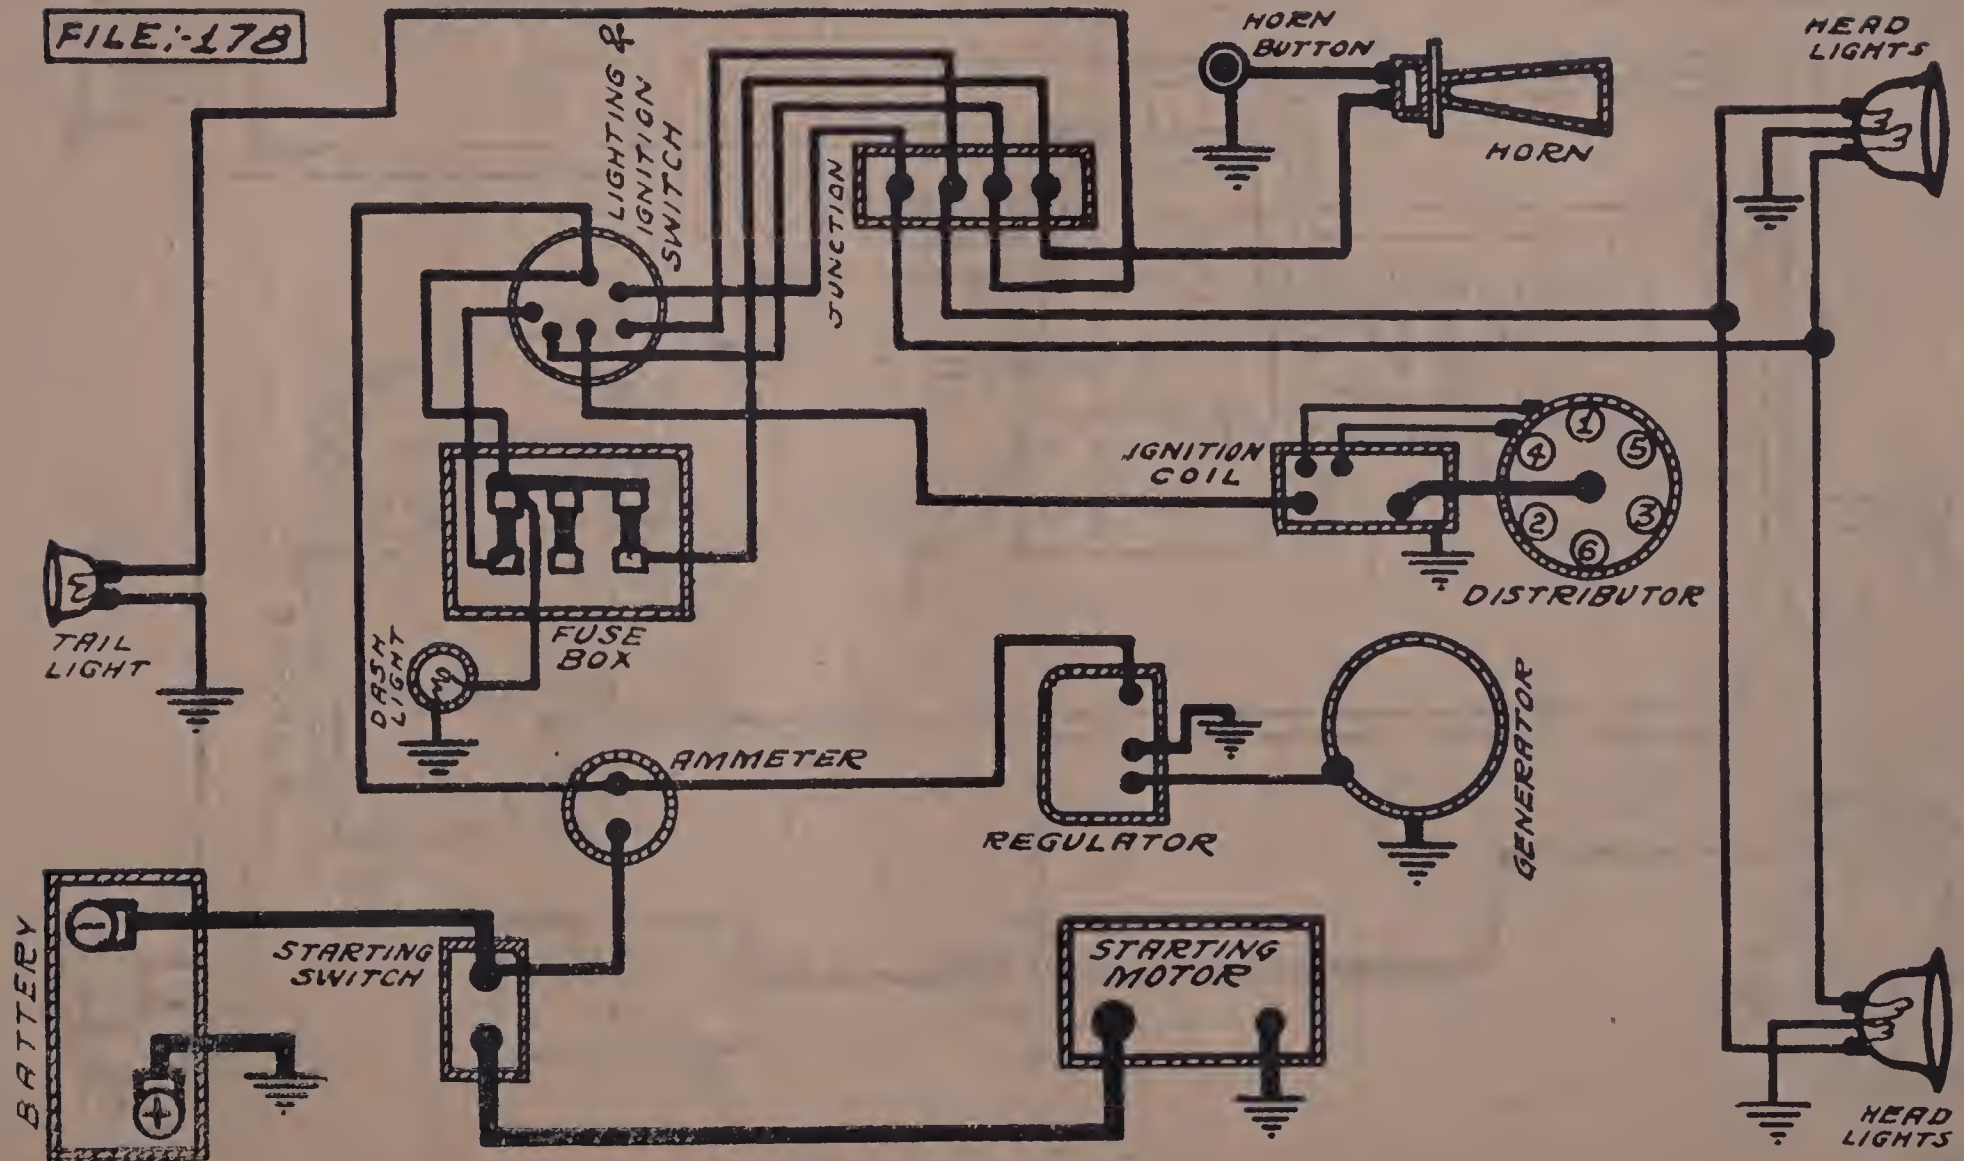 FILE:-178
LIGHTING &
IGNITION
SWITCH
JUNCTION
HORN
BUTTON
HORN
HEAD
LIGHTS
IGNITION
COIL
1
5
3
6
2
4
DISTRIBUTOR
TAIL
LIGHT
FUSE
BOX
DASH
LIGHT
AMMETER
REGULATOR
GENERATOR
BATTERY
-
+
STARTING
SWITCH
STARTING
MOTOR
HEAD
LIGHTS